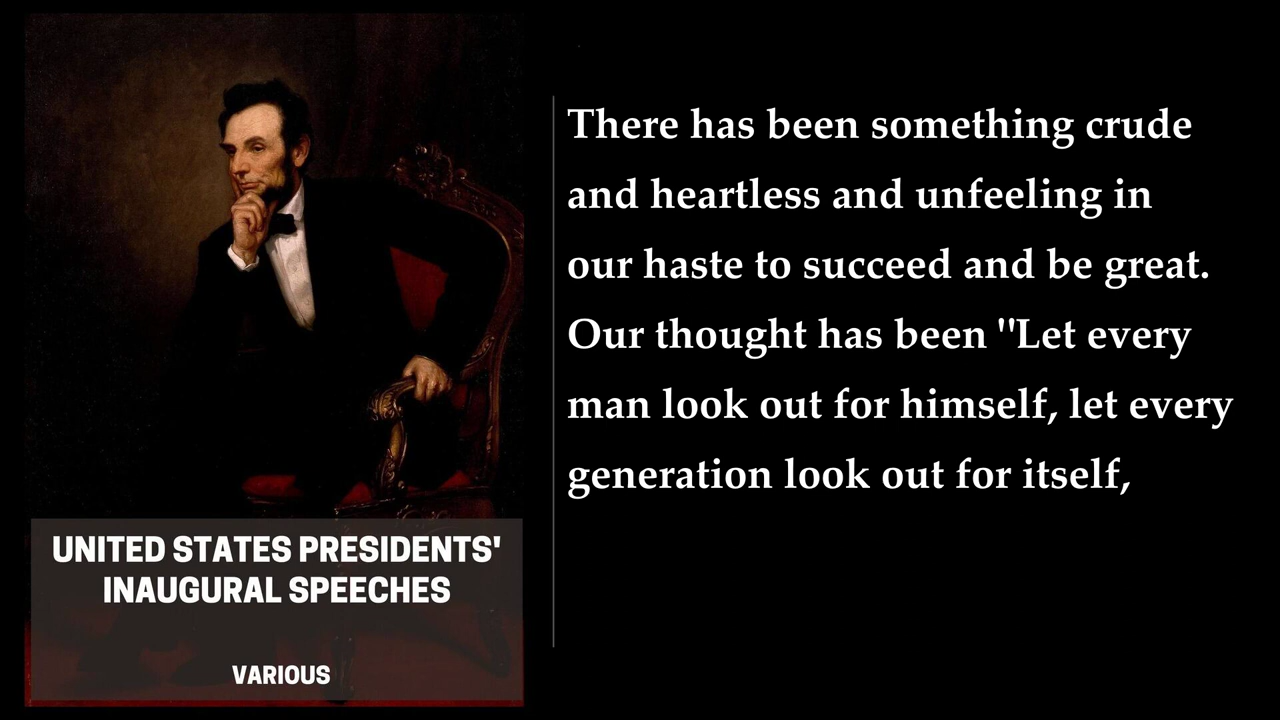 There has been something crude
and heartless and unfeeling in
our haste to succeed and be great.
Our thought has been "Let every
man look out for himself, let every
generation look out for itself,
UNITED STATES PRESIDENTS'
INAUGURAL SPEECHES
VARIOUS